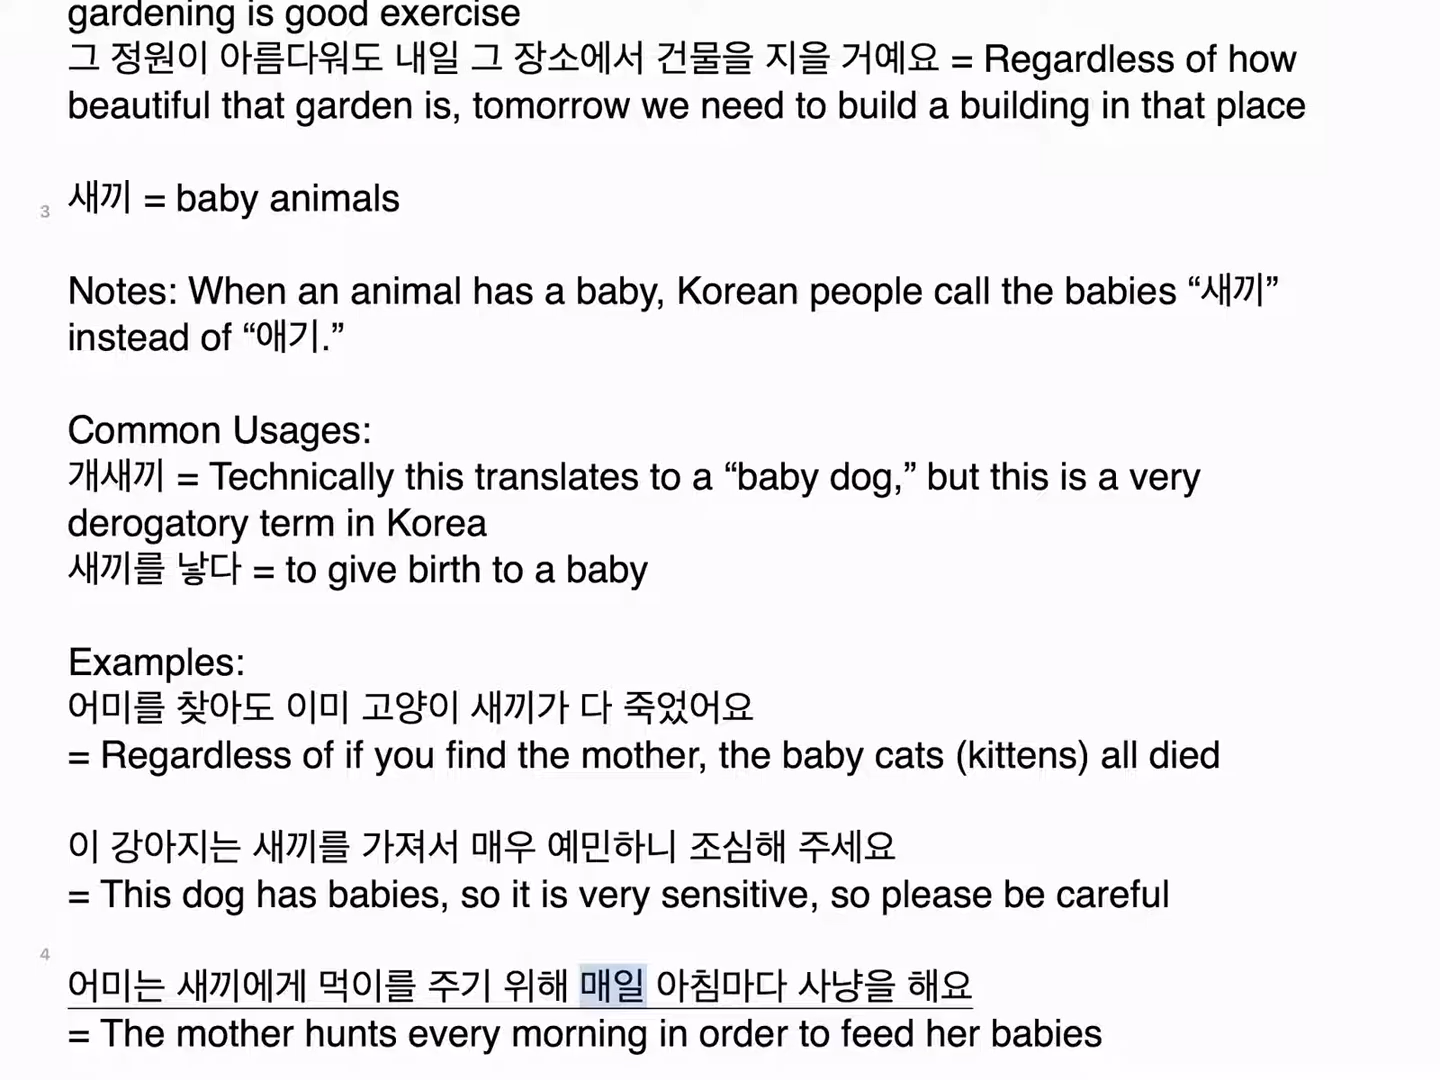 gardening is good exercise
그 정원이 아름다워도 내일 그 장소에서 건물을 지을 거예요 = Regardless of how
beautiful that garden is, tomorrow we need to build a building in that place
3
새끼 = baby animals
Notes: When an animal has a baby, Korean people call the babies “새끼”
instead of “애기.”
Common Usages:
개새끼 = Technically this translates to a “baby dog,” but this is a very
derogatory term in Korea
새끼를 낳다 = to give birth to a baby
Examples:
어미를 찾아도 이미 고양이 새끼가 다 죽었어요
= Regardless of if you find the mother, the baby cats (kittens) all died
이 강아지는 새끼를 가져서 매우 예민하니 조심해 주세요
= This dog has babies, so it is very sensitive, so please be careful
4
어미는 새끼에게 먹이를 주기 위해 매일 아침마다 사냥을 해요
= The mother hunts every morning in order to feed her babies